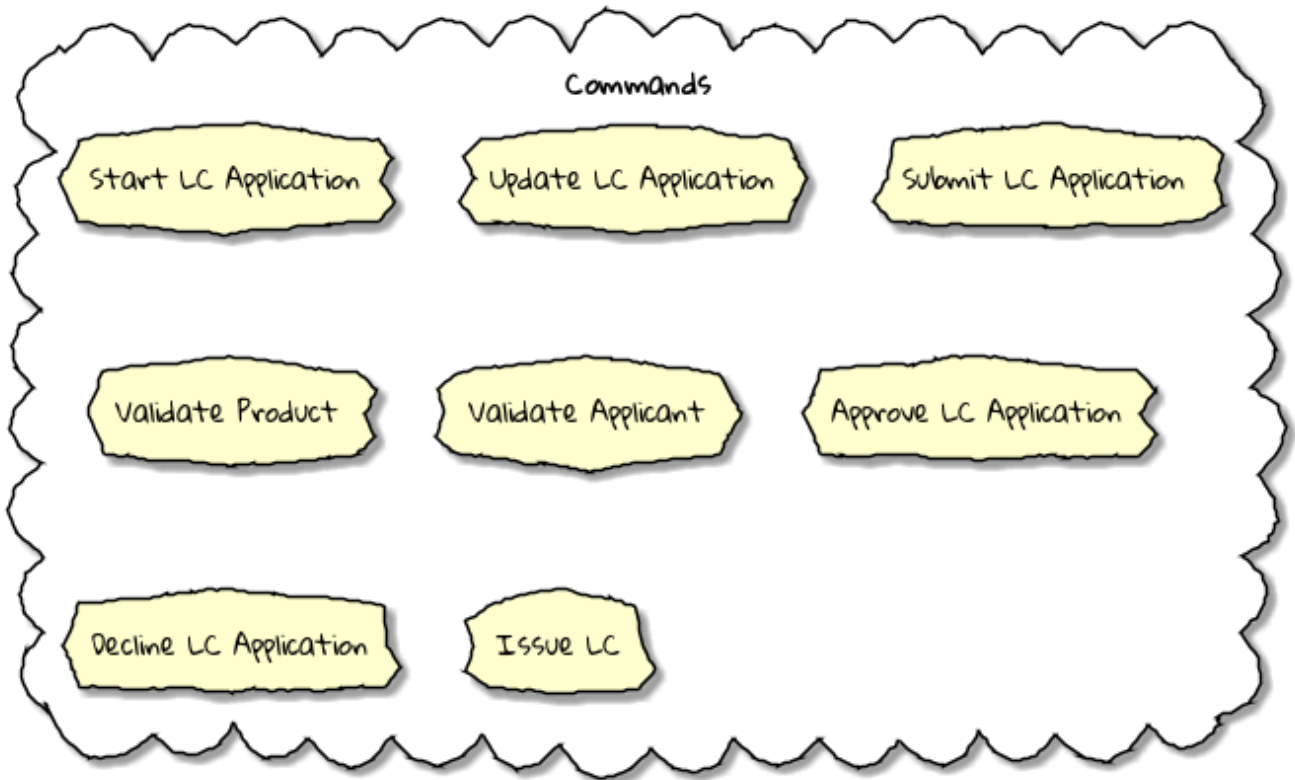 Commands
Start LC Application
Update LC Application
Submit LC Application
Validate Product
Validate Applicant
Approve LC Application
Decline LC Application
Issue LC